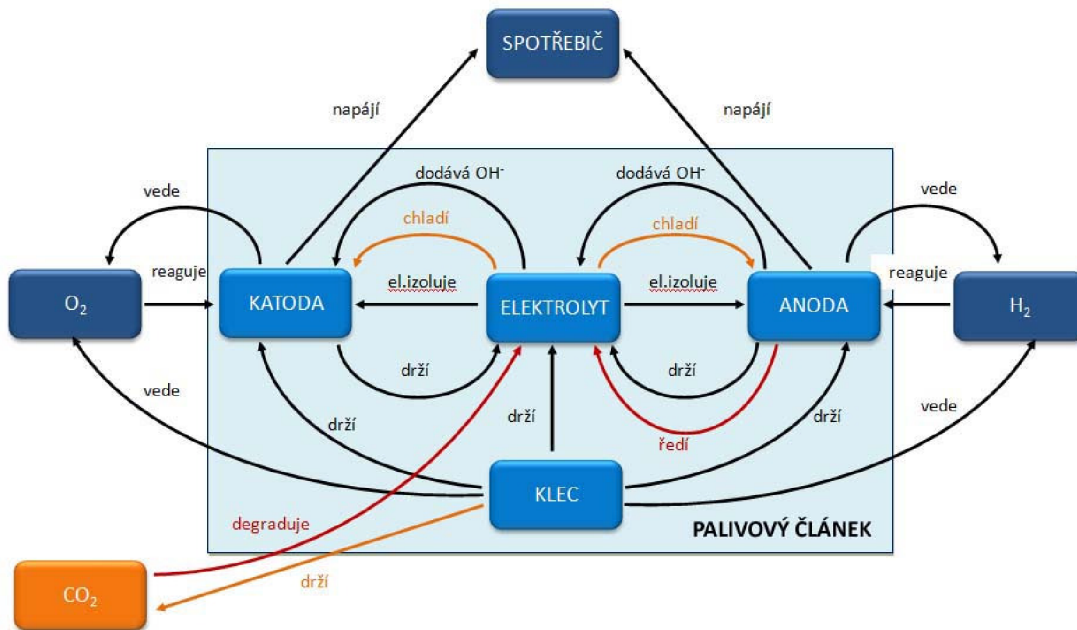 SPOTŘEBIČ
napájí
napájí
vede
dodává OH⁻
dodává OH⁻
vede
chladí
chladí
reaguje
el.izoluje
el.izoluje
reaguje
O₂
KATODA
ELEKTROLYT
ANODA
H₂
drží
drží
vede
drží
drží
drží
vede
ředí
KLEC
degraduje
PALIVOVÝ ČLÁNEK
drží
CO₂